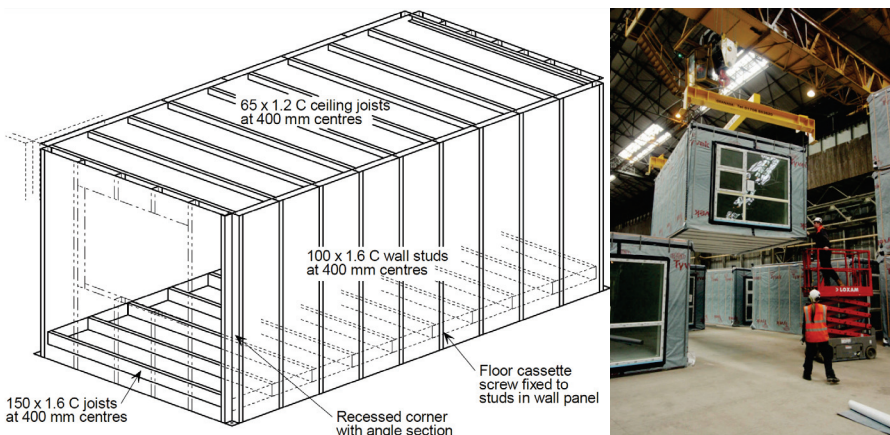 65 x 1.2 C ceiling joists
at 400 mm centres
100 x 1.6 C wall studs
at 400 mm centres
Floor cassette
screw fixed to
studs in wall panel
150 x 1.6 C joists
at 400 mm centres
Recessed corner
with angle section
LOXAM